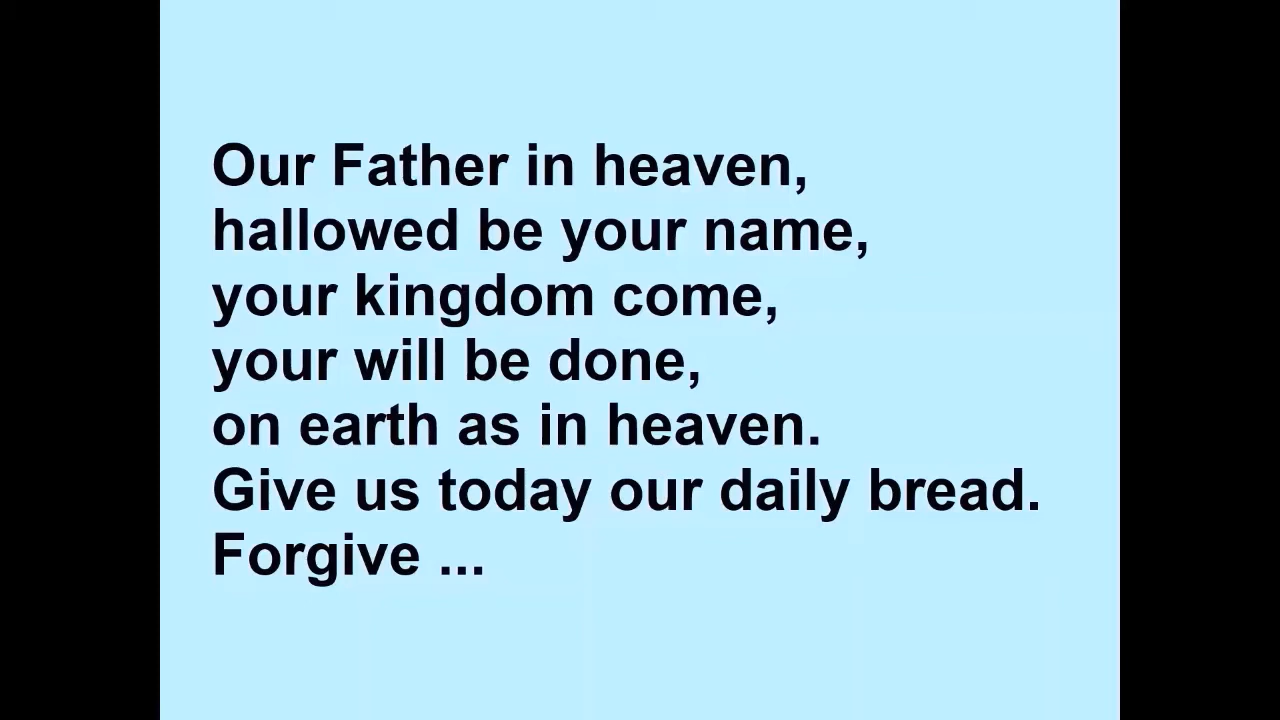 Our Father in heaven,
hallowed be your name,
your kingdom come,
your will be done,
on earth as in heaven.
Give us today our daily bread.
Forgive ...